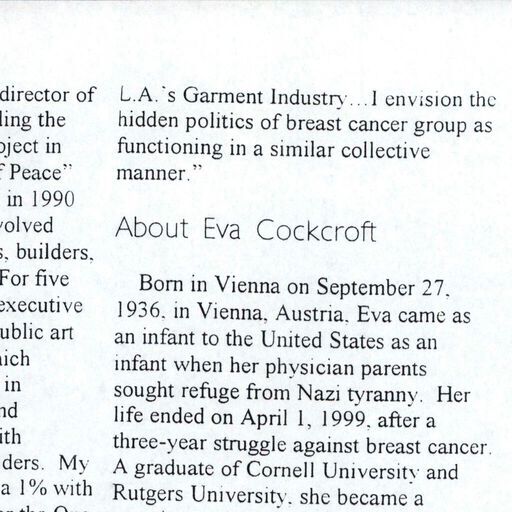 director of
ling the
oject in
f Peace"
in 1990
volved
s, builders,
For five
executive
ublic art
hich
in
nd
ith
ders. My
a 1% with
L.A.`s Garment Industry...I envision the
hidden politics of breast cancer group as
functioning in a similar collective
manner."
About Eva Cockcroft
Born in Vienna on September 27,
1936, in Vienna, Austria, Eva came as
an infant to the United States as an
infant when her physician parents
sought refuge from Nazi tyranny. Her
life ended on April 1, 1999, after a
three-year struggle against breast cancer.
A graduate of Cornell University and
Rutgers University, she became a